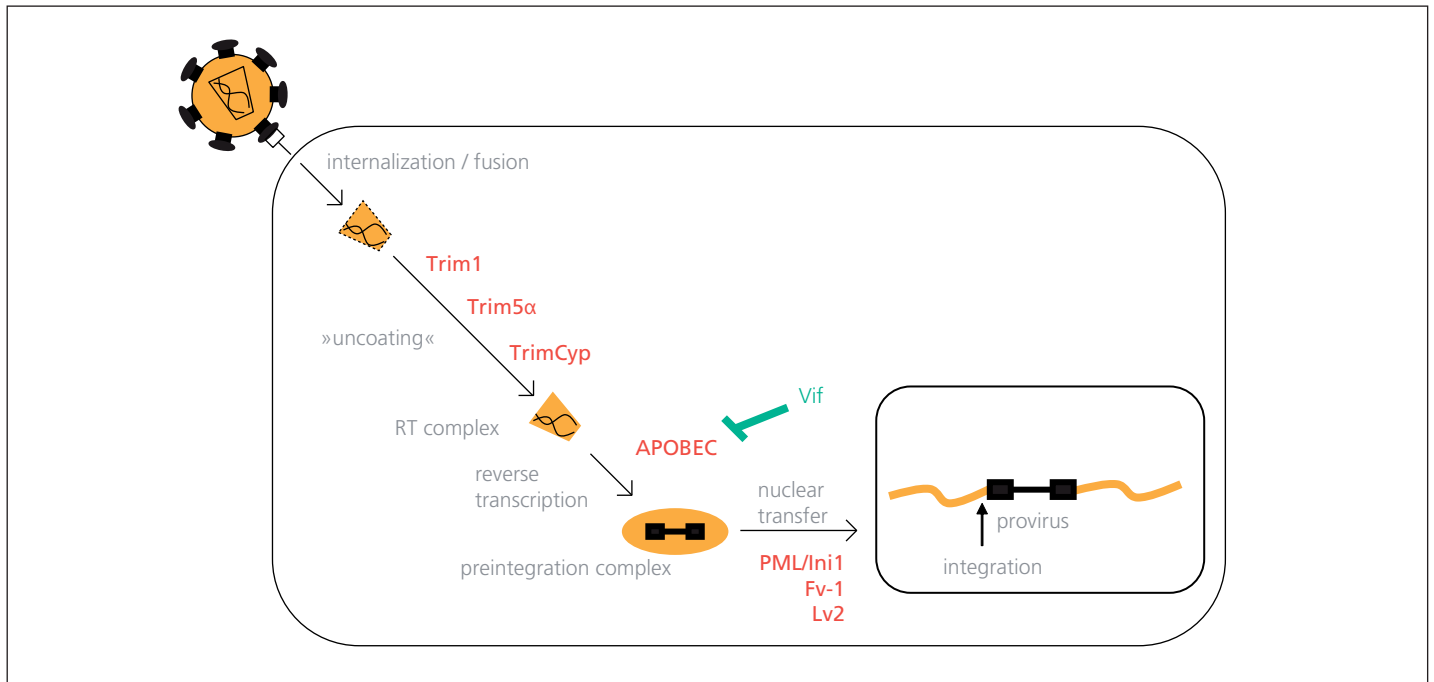 internalization / fusion
Trim1
Trim5α
»uncoating«
TrimCyp
Vif
RT complex
APOBEC
reverse
transcription
nuclear
transfer
provirus
preintegration complex
integration
PML/Ini1
Fv-1
Lv2